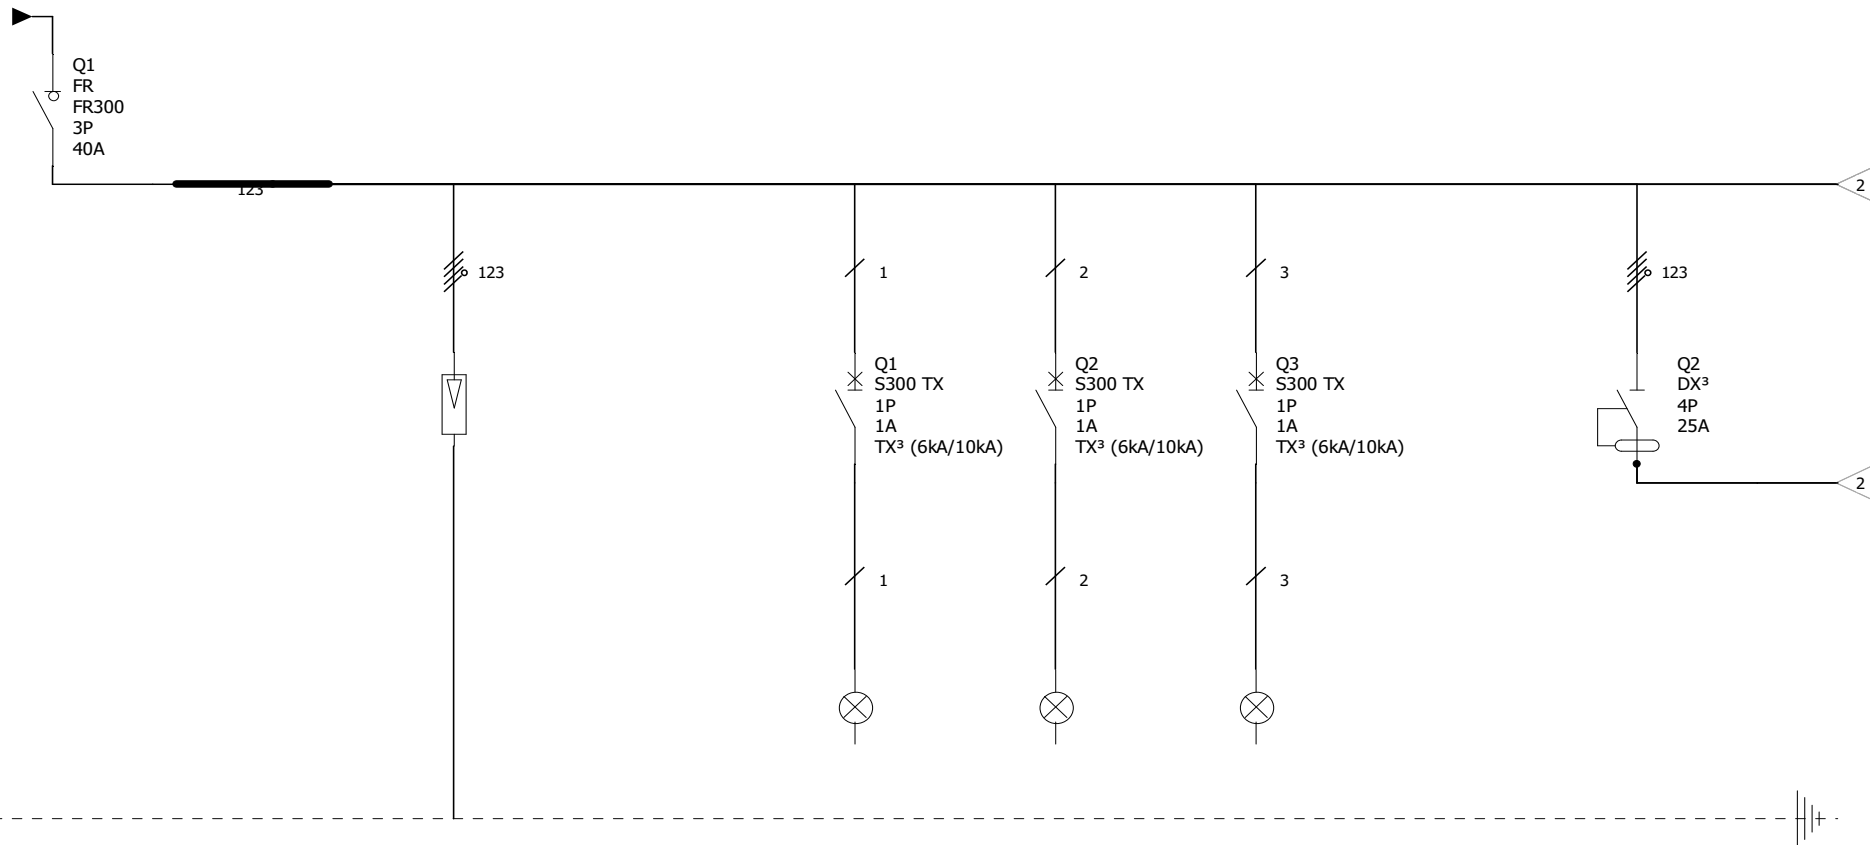 Q1
FR
FR300
3P
40A
123
2
123
1
2
3
123
Q1
S300 TX
1P
1A
TX³ (6kA/10kA)
Q2
S300 TX
1P
1A
TX³ (6kA/10kA)
Q3
S300 TX
1P
1A
TX³ (6kA/10kA)
Q2
DX³
4P
25A
2
1
2
3